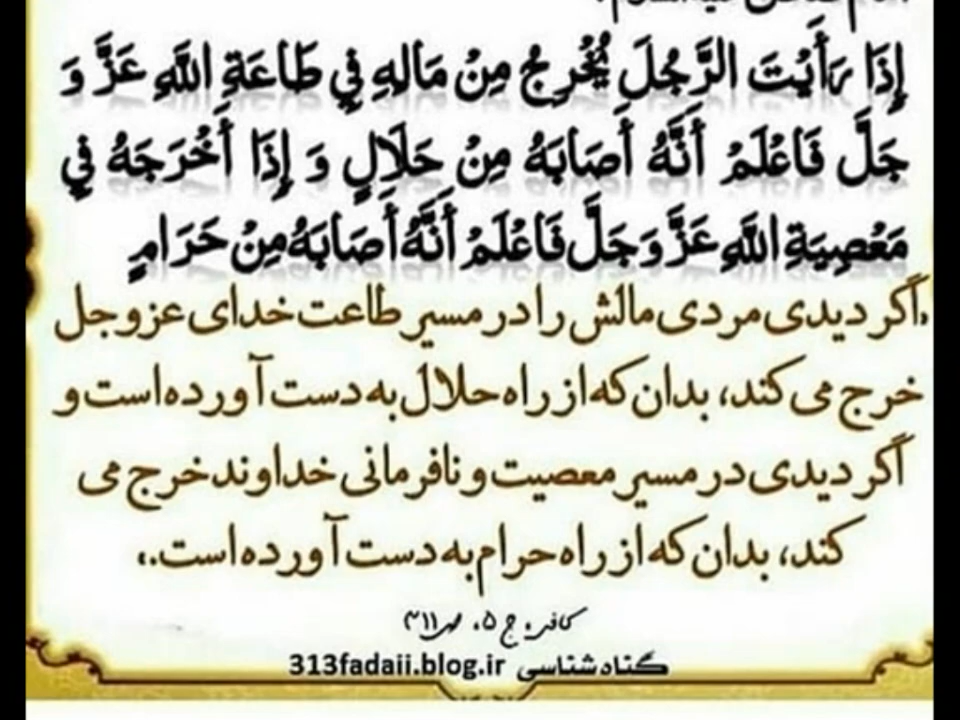 إِذَا رَأَيْتَ الرَّجُلَ يُخْرِجُ مِنْ مَالِهِ فِي طَاعَةِ اللَّهِ عَزَّ وَ
جَلَّ فَاعْلَمْ أَنَّهُ أَصَابَهُ مِنْ حَلَالٍ وَ إِذَا أَخْرَجَهُ فِي
مَعْصِيَةِ اللَّهِ عَزَّ وَ جَلَّ فَاعْلَمْ أَنَّهُ أَصَابَهُ مِنْ حَرَامٍ
«اگر دیدی مردی مالش را در مسیر طاعت خدای عزوجل
خرج می کند، بدان که از راه حلال به دست آورده است و
اگر دیدی در مسیر معصیت و نافرمانی خداوند خرج می
کند، بدان که از راه حرام به دست آورده است.»
کافی، ج ۵، ص ۳۱۱
گناه شناسی 313fadaii.blog.ir